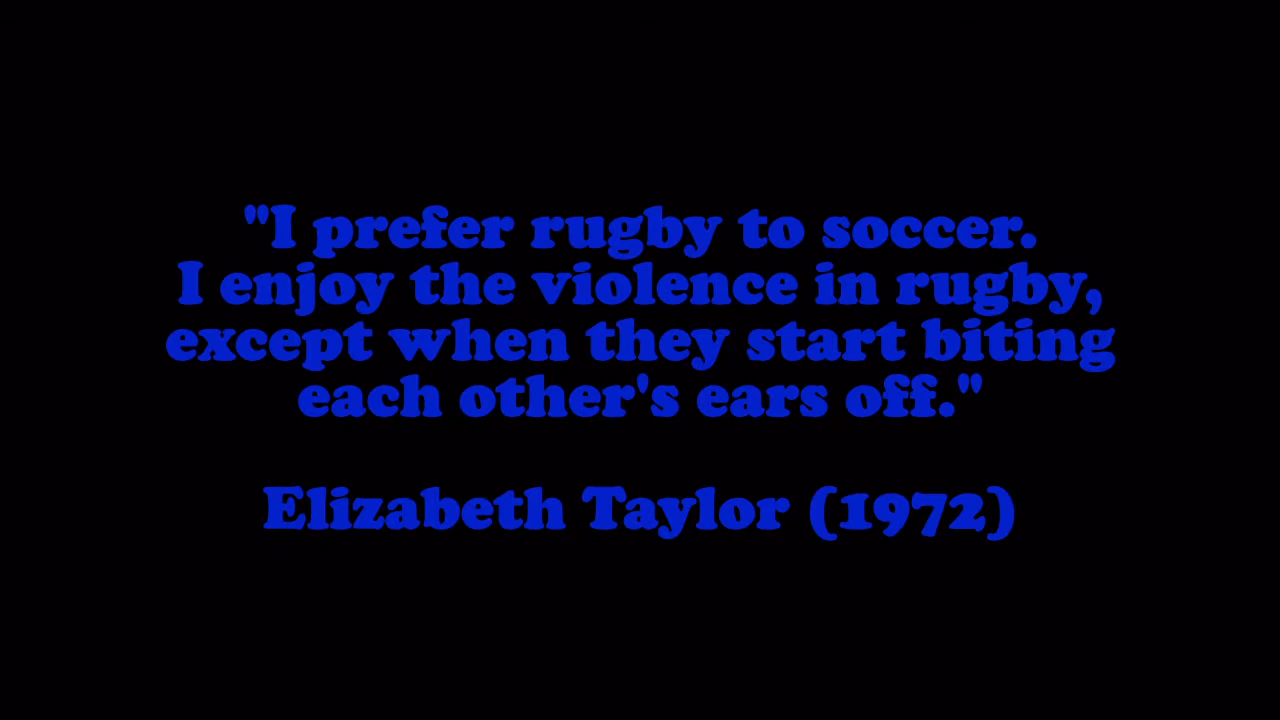 "I prefer rugby to soccer.
I enjoy the violence in rugby,
except when they start biting
each other's ears off."
Elizabeth Taylor (1972)